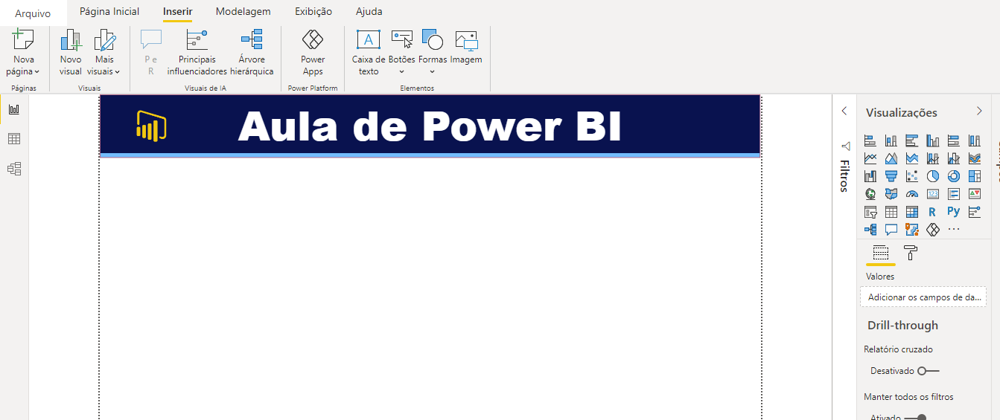 Arquivo
Página Inicial
Inserir
Modelagem
Exibição
Ajuda
Nova
página
Novo
visual
Mais
visuais
P e
R
Principais
influenciadores
Árvore
hierárquica
Power
Apps
Caixa de
texto
Botões
Formas
Imagem
Páginas
Visuais
Visuais de IA
Power Platform
Elementos
Aula de Power BI
Filtros
Visualizações
123
R
Py
Valores
Adicionar os campos de da...
Drill-through
Relatório cruzado
Desativado
Manter todos os filtros
Ativado